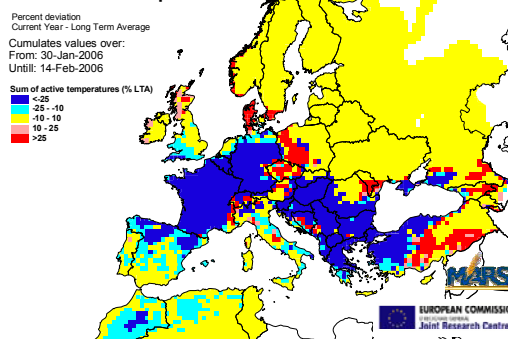 Percent deviation
Current Year - Long Term Average
Cumulates values over:
From: 30-Jan-2006
Untill: 14-Feb-2006
Sum of active temperatures (% LTA)
<-25
-25 - -10
-10 - 10
10 - 25
>25
MARS
EUROPEAN COMMISSIO
Joint Research Centre